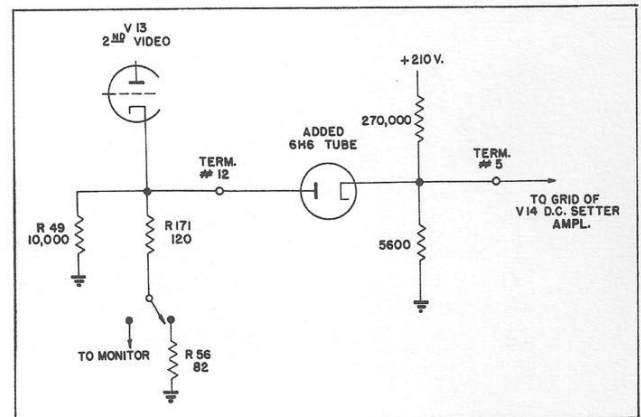 V 13
2ND VIDEO
+210 V.
270,000
ADDED
6H6 TUBE
TERM.
# 12
TERM.
# 5
TO GRID OF
V14 D.C. SETTER
AMPL.
R 49
10,000
R 171
120
5600
TO MONITOR
R 56
82